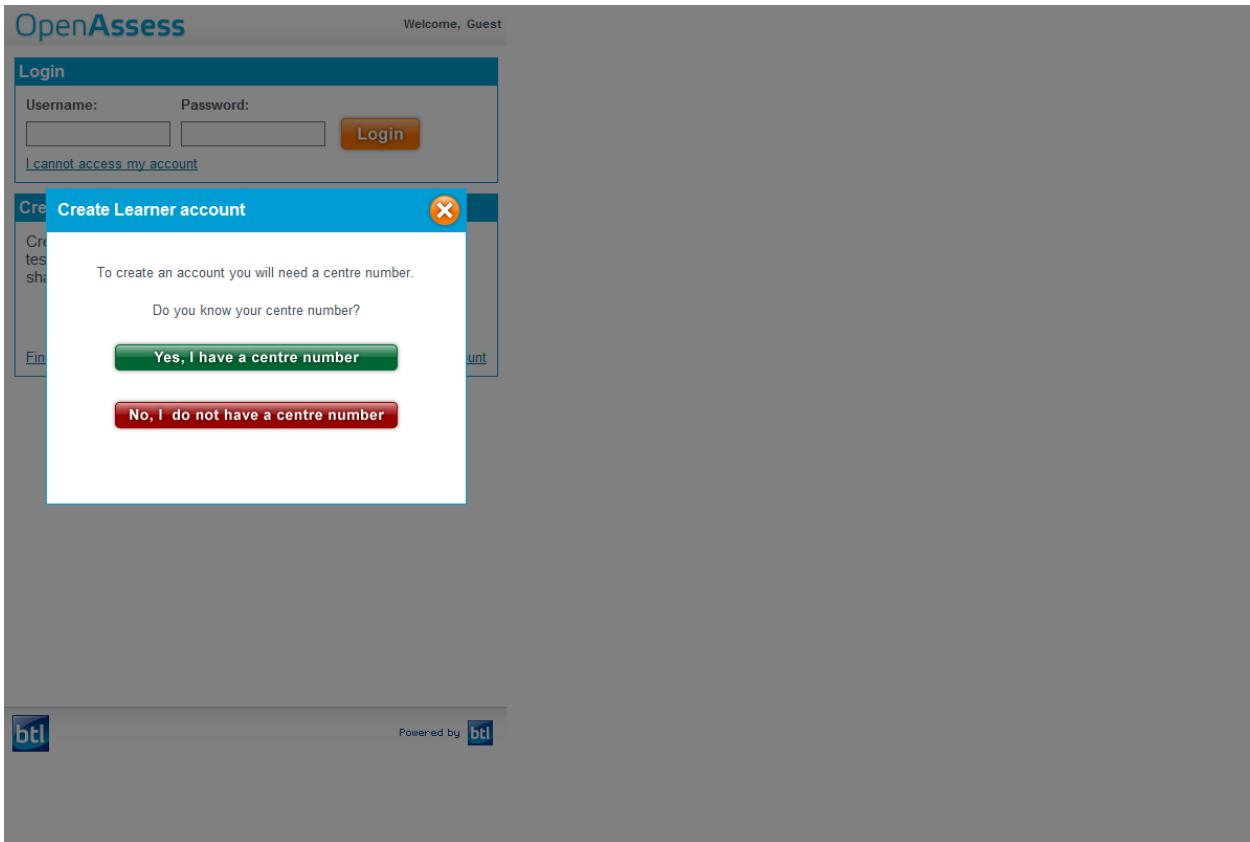 OpenAssess
Welcome, Guest
Login
Username: Password:
Login
I cannot access my account
Create Learner account
To create an account you will need a centre number.
Do you know your centre number?
Yes, I have a centre number
No, I do not have a centre number
btl
Powered by btl